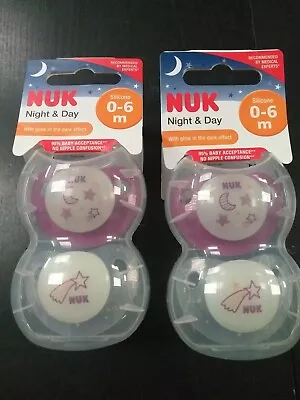 RECOMMENDED
BY MEDICAL
EXPERTS*
NUK
Night & Day
Silicone
0-6
m
With glow in the dark effect
95% BABY ACCEPTANCE**
NO NIPPLE CONFUSION**
NUK
NUK
RECOMMENDED
BY MEDICAL
EXPERTS*
NUK
Night & Day
Silicone
0-6
m
With glow in the dark effect
95% BABY ACCEPTANCE**
NO NIPPLE CONFUSION**
NUK
NUK